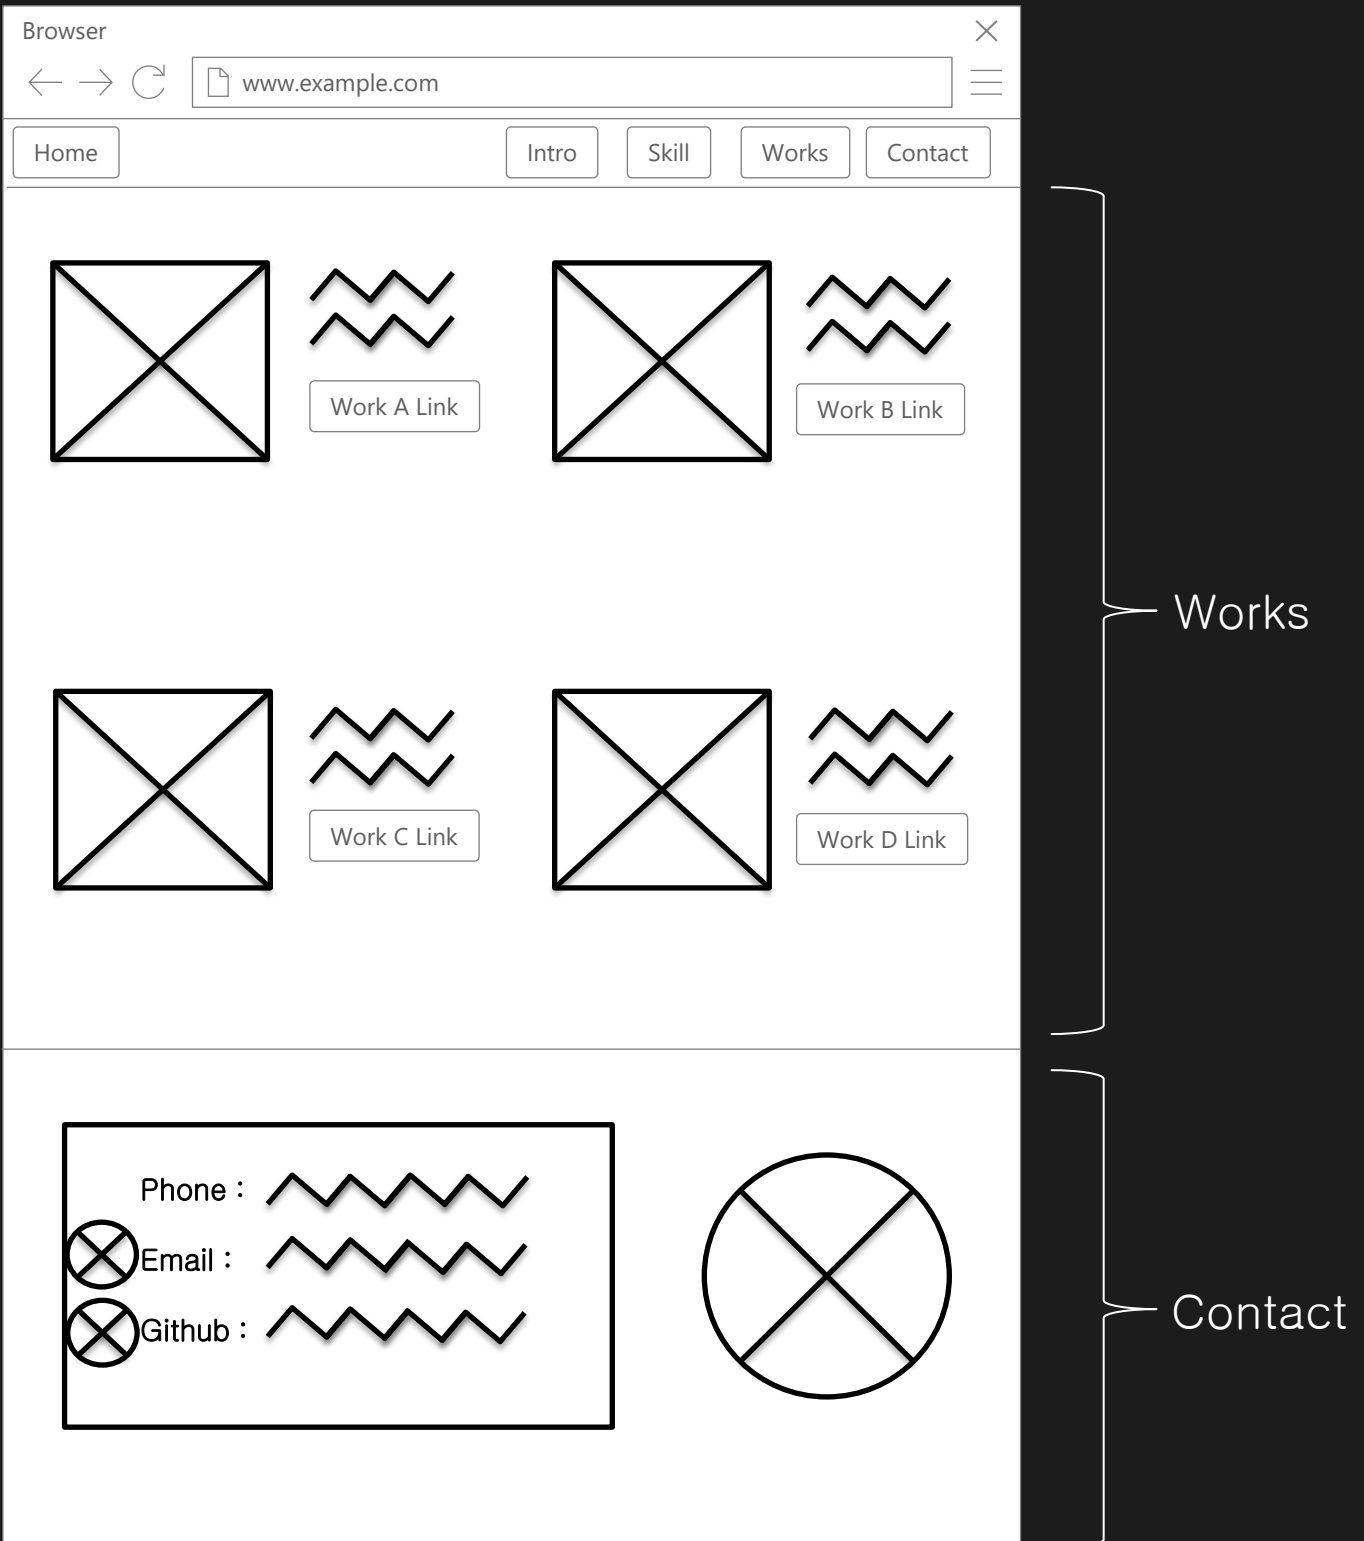 Browser
www.example.com
Home
Intro
Skill
Works
Contact
Work A Link
Work B Link
Works
Work C Link
Work D Link
Phone :
Email :
Github :
Contact